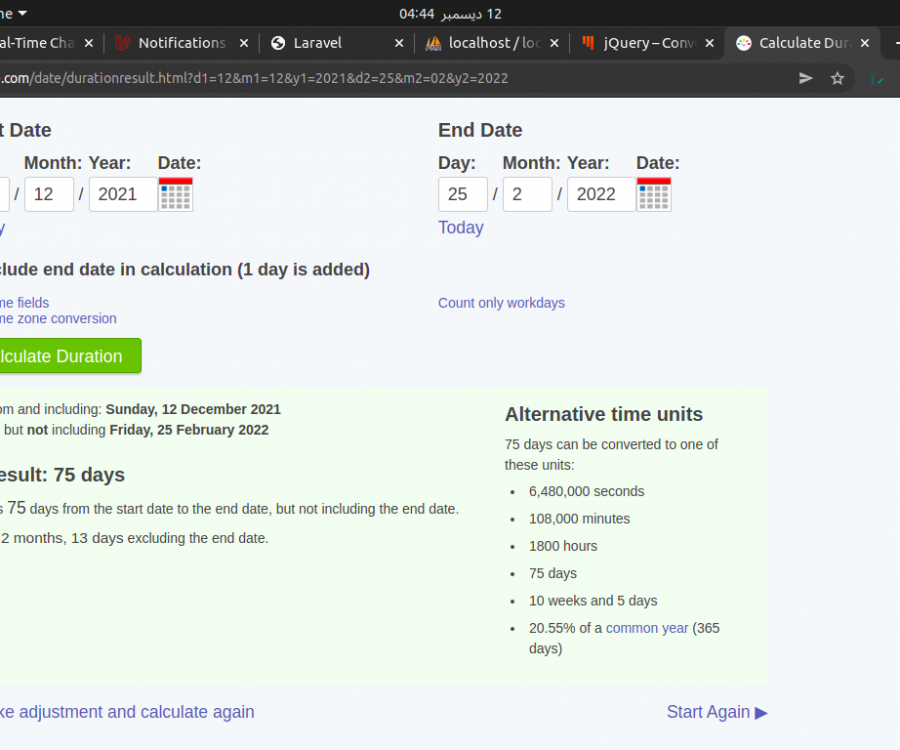 ne
04:44 12 ديسمبر
al-Time Cha × Notifications × Laravel × localhost / loc × jQuery – Conv × Calculate Dur ×
.com/date/durationresult.html?d1=12&m1=12&y1=2021&d2=25&m2=02&y2=2022
t Date
Month: Year: Date:
/ 12 / 2021
y
End Date
Day: Month: Year: Date:
25 / 2 / 2022
Today
clude end date in calculation (1 day is added)
me fields
me zone conversion
Count only workdays
lculate Duration
om and including: Sunday, 12 December 2021
but not including Friday, 25 February 2022
esult: 75 days
s 75 days from the start date to the end date, but not including the end date.
2 months, 13 days excluding the end date.
Alternative time units
75 days can be converted to one of
these units:
• 6,480,000 seconds
• 108,000 minutes
• 1800 hours
• 75 days
• 10 weeks and 5 days
• 20.55% of a common year (365
days)
ke adjustment and calculate again
Start Again ▶